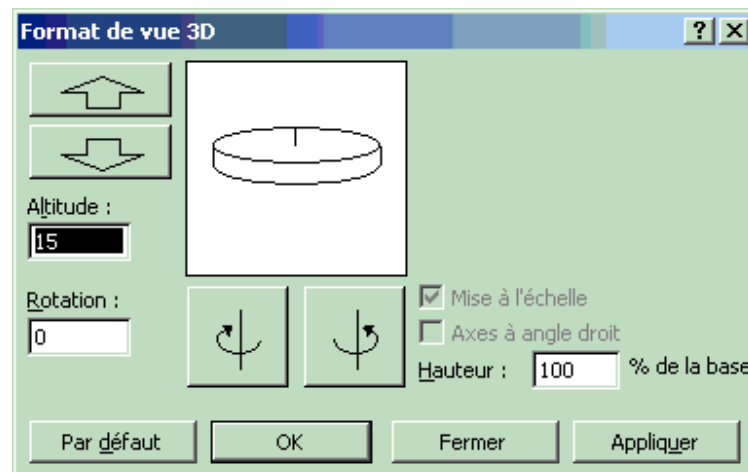 Format de vue 3D
Altitude :
15
Rotation :
0
Mise à l'échelle
Axes à angle droit
Hauteur : 100 % de la base
Par défaut OK Fermer Appliquer